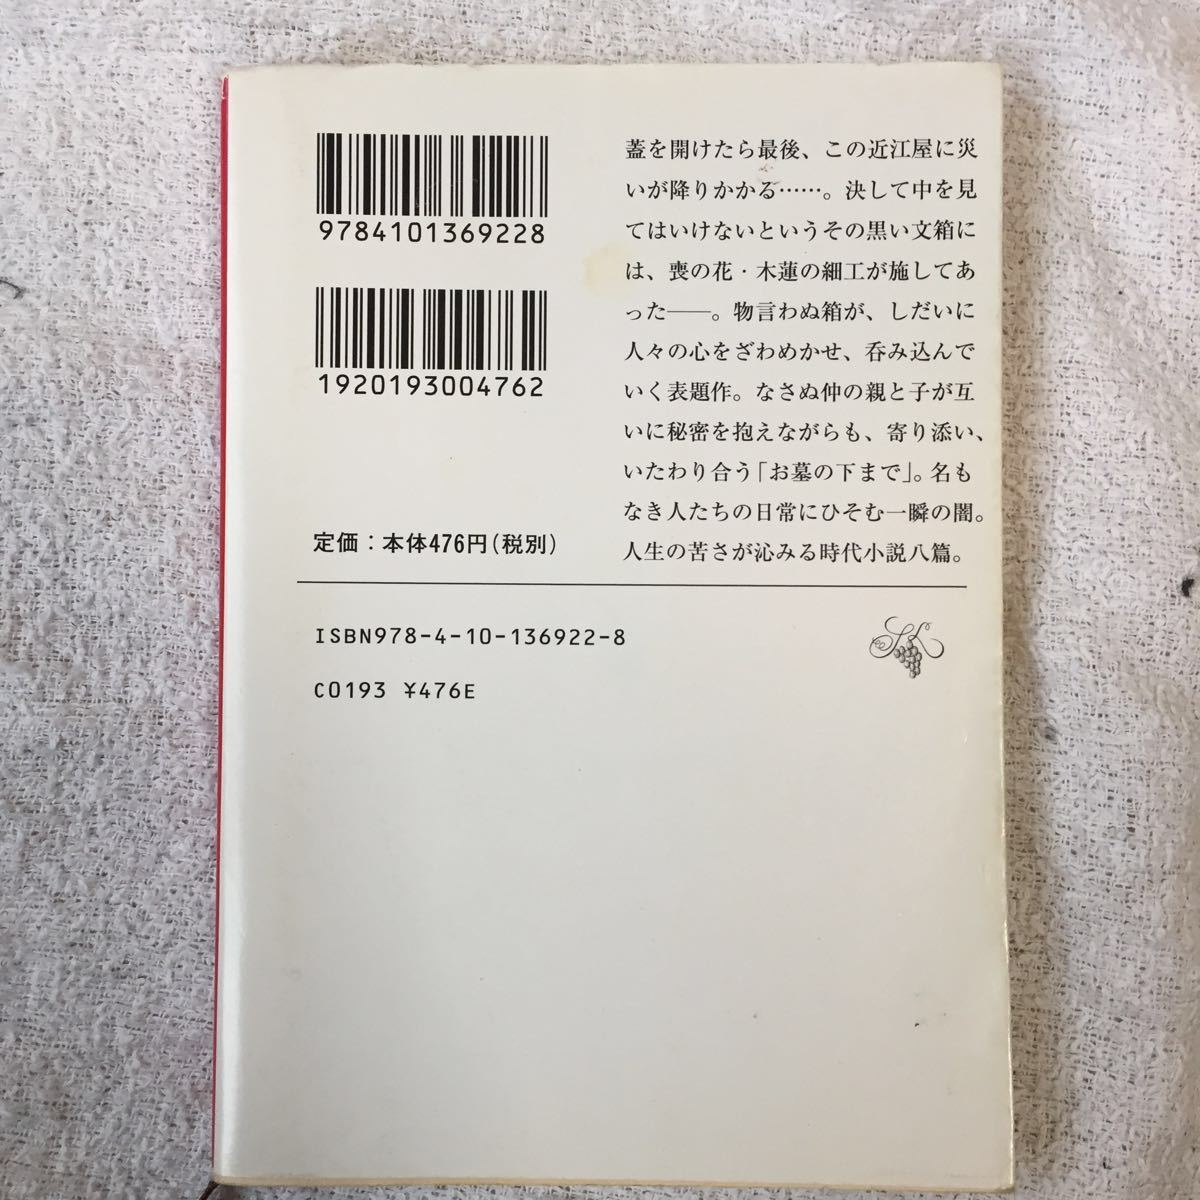 9784101369228
1920193004762
定価：本体476円(税別)
蓋を開けたら最後、この近江屋に災
いが降りかかる……。決して中を見
てはいけないというその黒い文箱に
は、喪の花・木蓮の細工が施してあ
った――。物言わぬ箱が、しだいに
人々の心をざわめかせ、呑み込んで
いく表題作。なさぬ仲の親と子が互
いに秘密を抱えながらも、寄り添い、
いたわり合う「お墓の下まで」。名も
なき人たちの日常にひそむ一瞬の闇。
人生の苦さが沁みる時代小説八篇。
ISBN978-4-10-136922-8
C0193 ¥476E